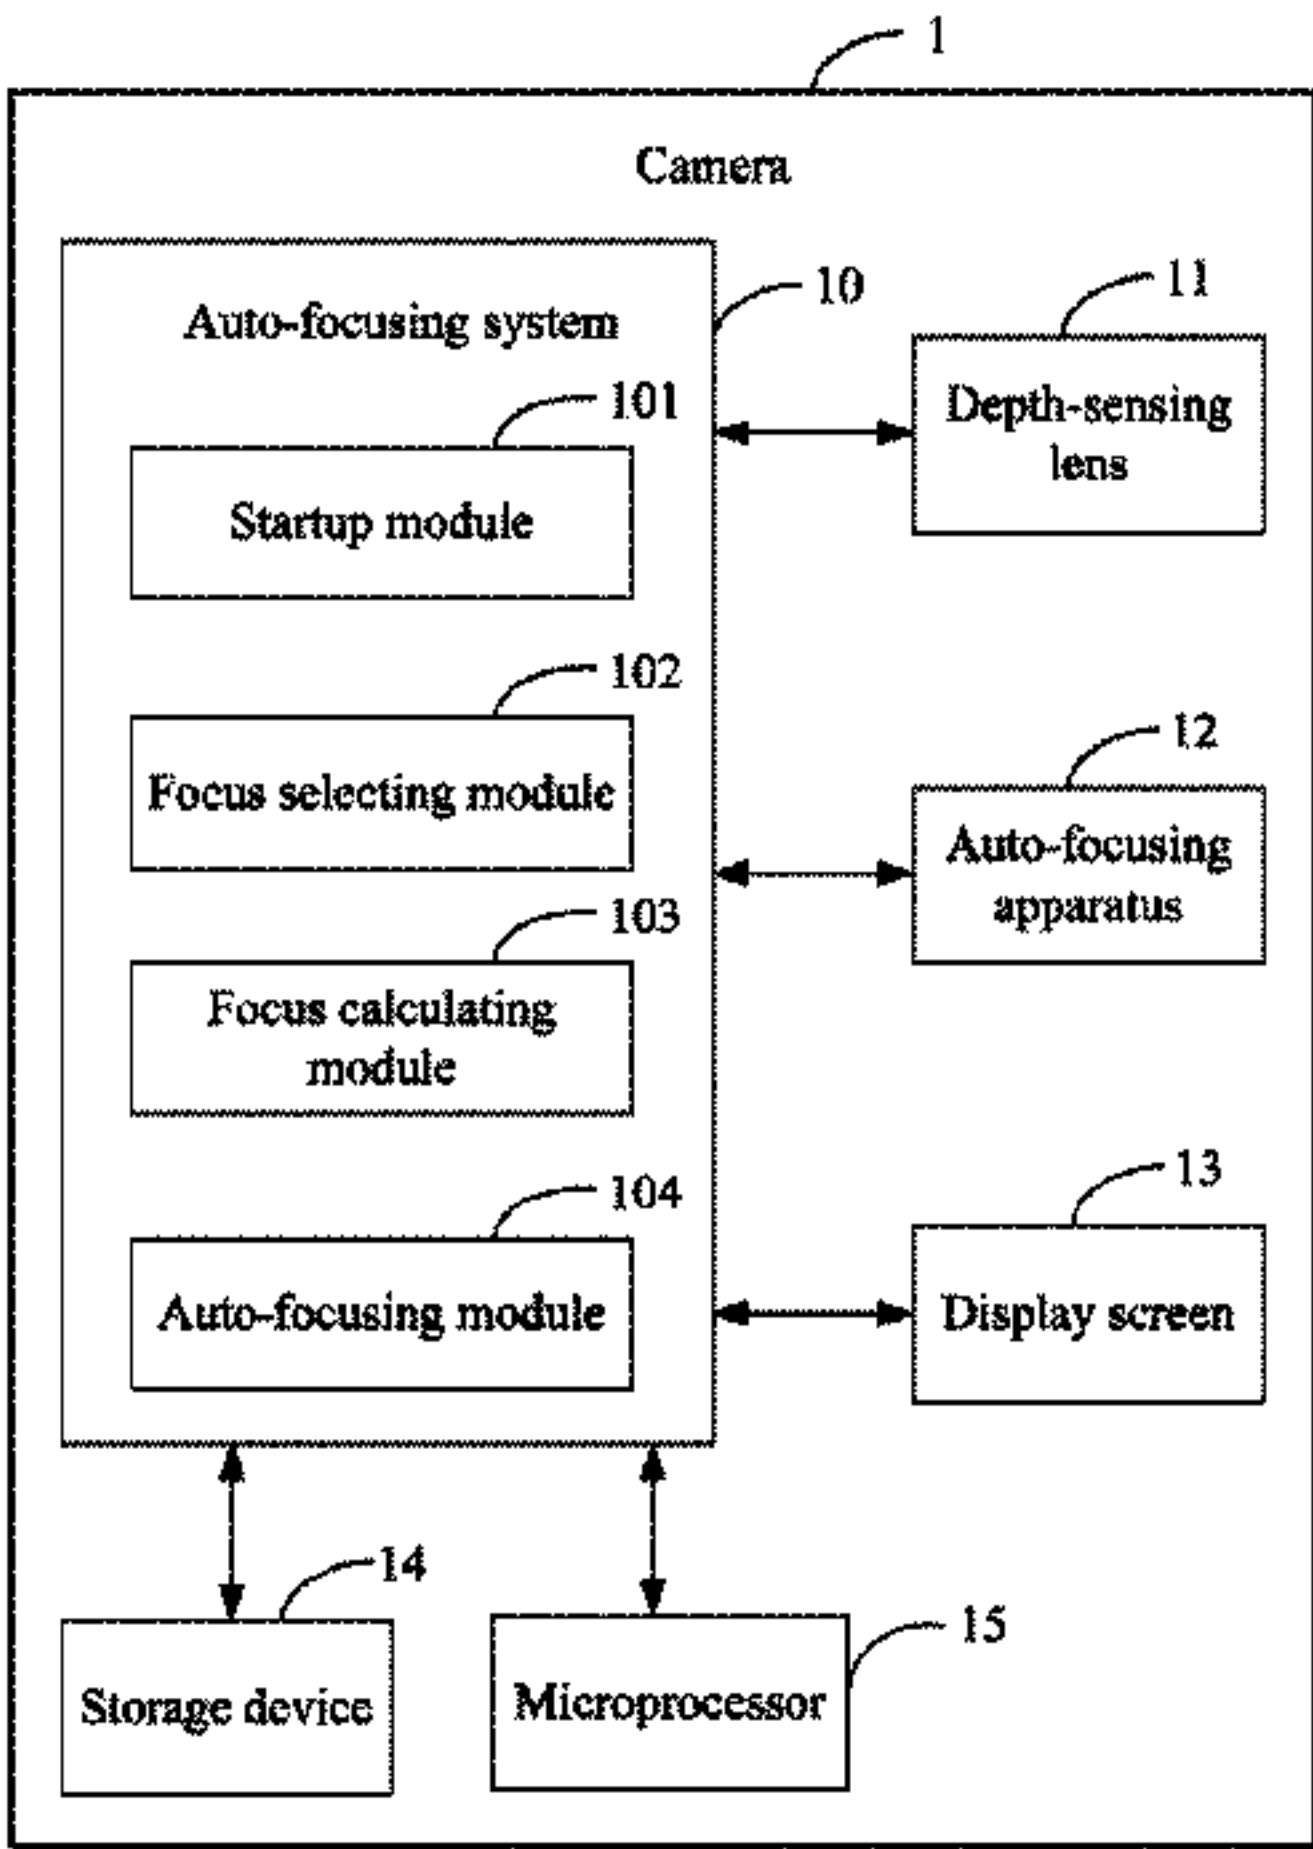 1
Camera
Auto-focusing system
10
11
Depth-sensing
lens
101
Startup module
102
Focus selecting module
12
Auto-focusing
apparatus
103
Focus calculating
module
104
Auto-focusing module
13
Display screen
14
Storage device
15
Microprocessor